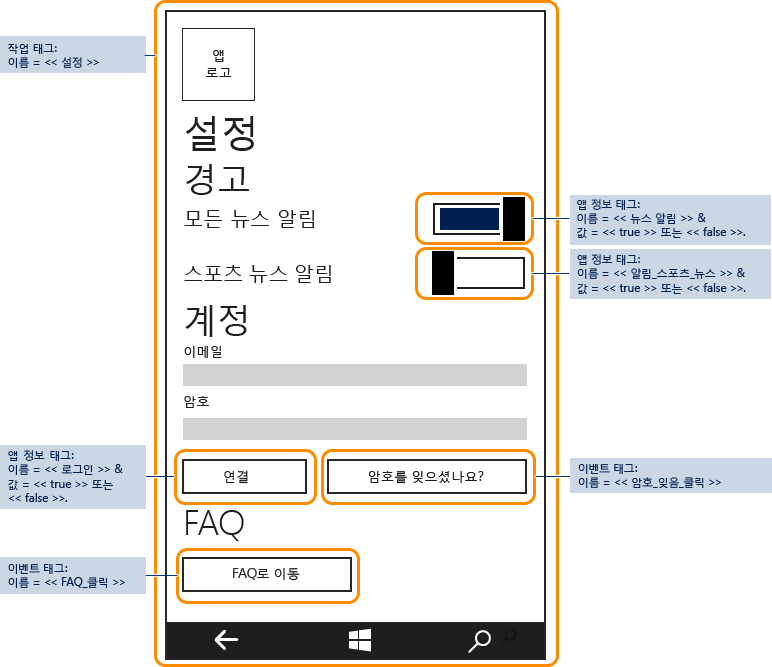 작업 태그:
이름 = << 설정 >>
앱
로고
설정
경고
모든 뉴스 알림
앱 정보 태그:
이름 = << 뉴스 알림 >> &
값 = << true >> 또는 << false >>.
스포츠 뉴스 알림
앱 정보 태그:
이름 = << 알림_스포츠_뉴스 >> &
값 = << true >> 또는 << false >>.
계정
이메일
암호
앱 정보 태그:
이름 = << 로그인 >> &
값 = << true >> 또는
<< false >>.
연결
암호를 잊으셨나요?
이벤트 태그:
이름 = << 암호_잊음_클릭 >>
FAQ
이벤트 태그:
이름 = << FAQ_클릭 >>
FAQ로 이동